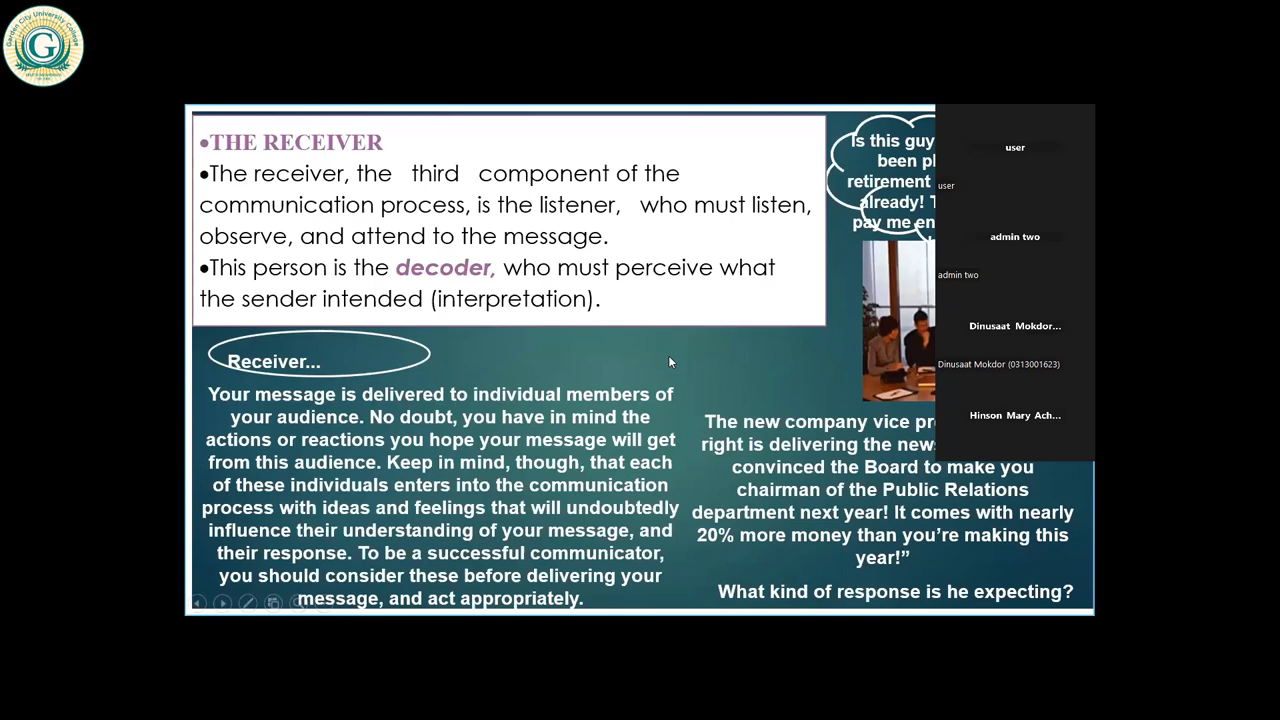 Garden City University College
G
•THE RECEIVER
•The receiver, the third component of the
communication process, is the listener, who must listen,
observe, and attend to the message.
•This person is the decoder, who must perceive what
the sender intended (interpretation).
Receiver...
Your message is delivered to individual members of
your audience. No doubt, you have in mind the
actions or reactions you hope your message will get
from this audience. Keep in mind, though, that each
of these individuals enters into the communication
process with ideas and feelings that will undoubtedly
influence their understanding of your message, and
their response. To be a successful communicator,
you should consider these before delivering your
message, and act appropriately.
Is this guy
been
retirement
already!
pay me
The new company vice
right is delivering the
convinced the Board to make you
chairman of the Public Relations
department next year! It comes with nearly
20% more money than you’re making this
year!”
What kind of response is he expecting?
user
user
admin two
admin two
Dinusaat Mokdor...
Dinusaat Mokdor (0313001623)
Hinson Mary Ach...